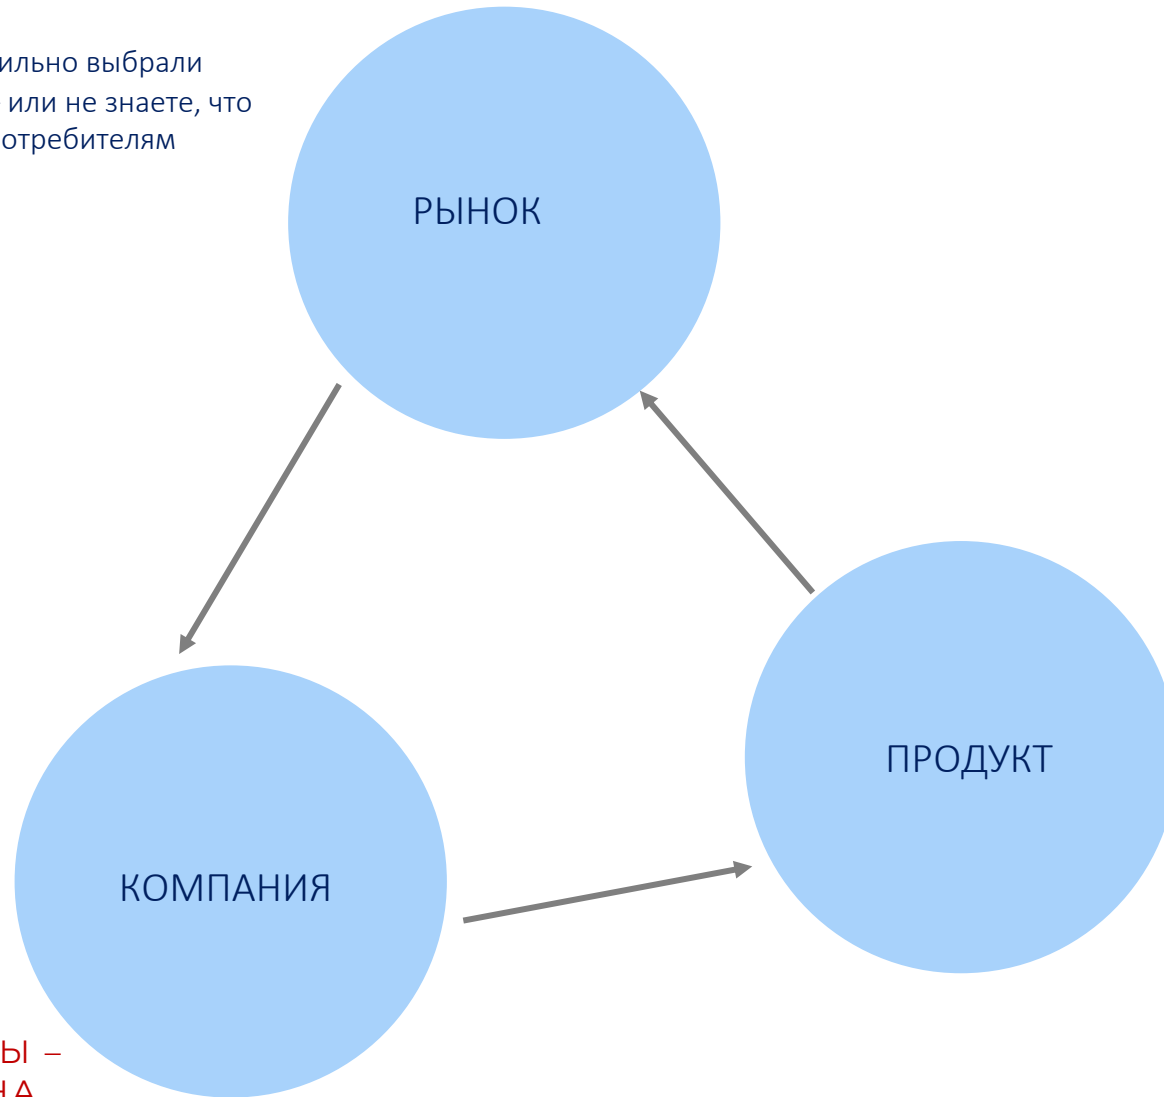 ильно выбрали
или не знаете, что
отребителям
РЫНОК
ПРОДУКТ
КОМПАНИЯ
Ы –